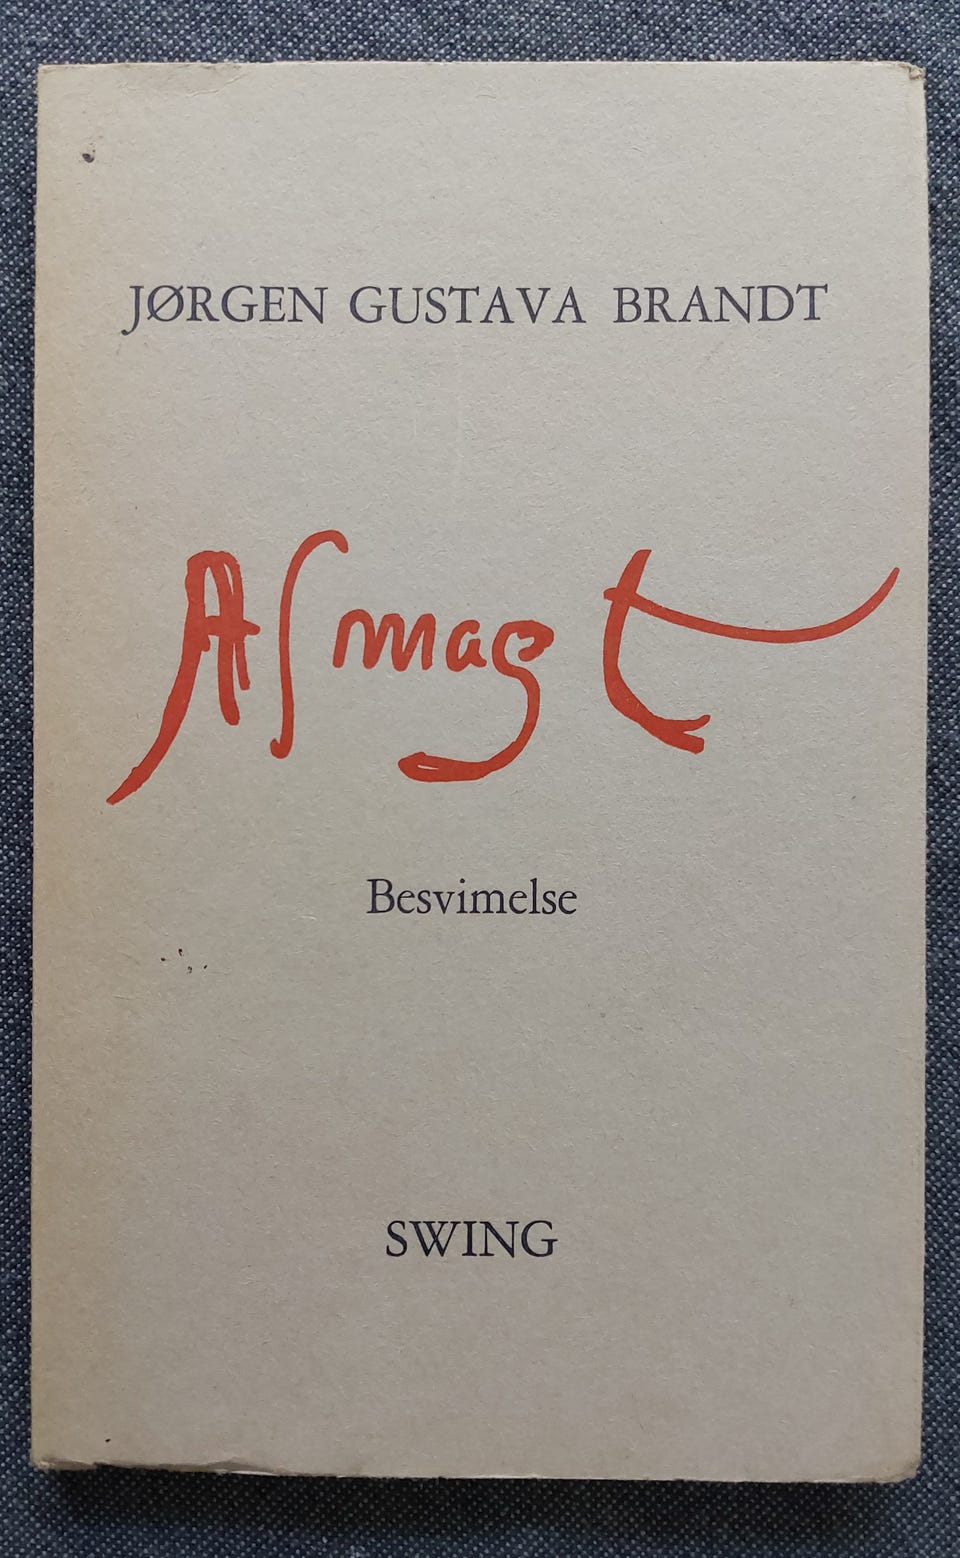 JØRGEN GUSTAVA BRANDT
Afmagt
Besvimelse
SWING